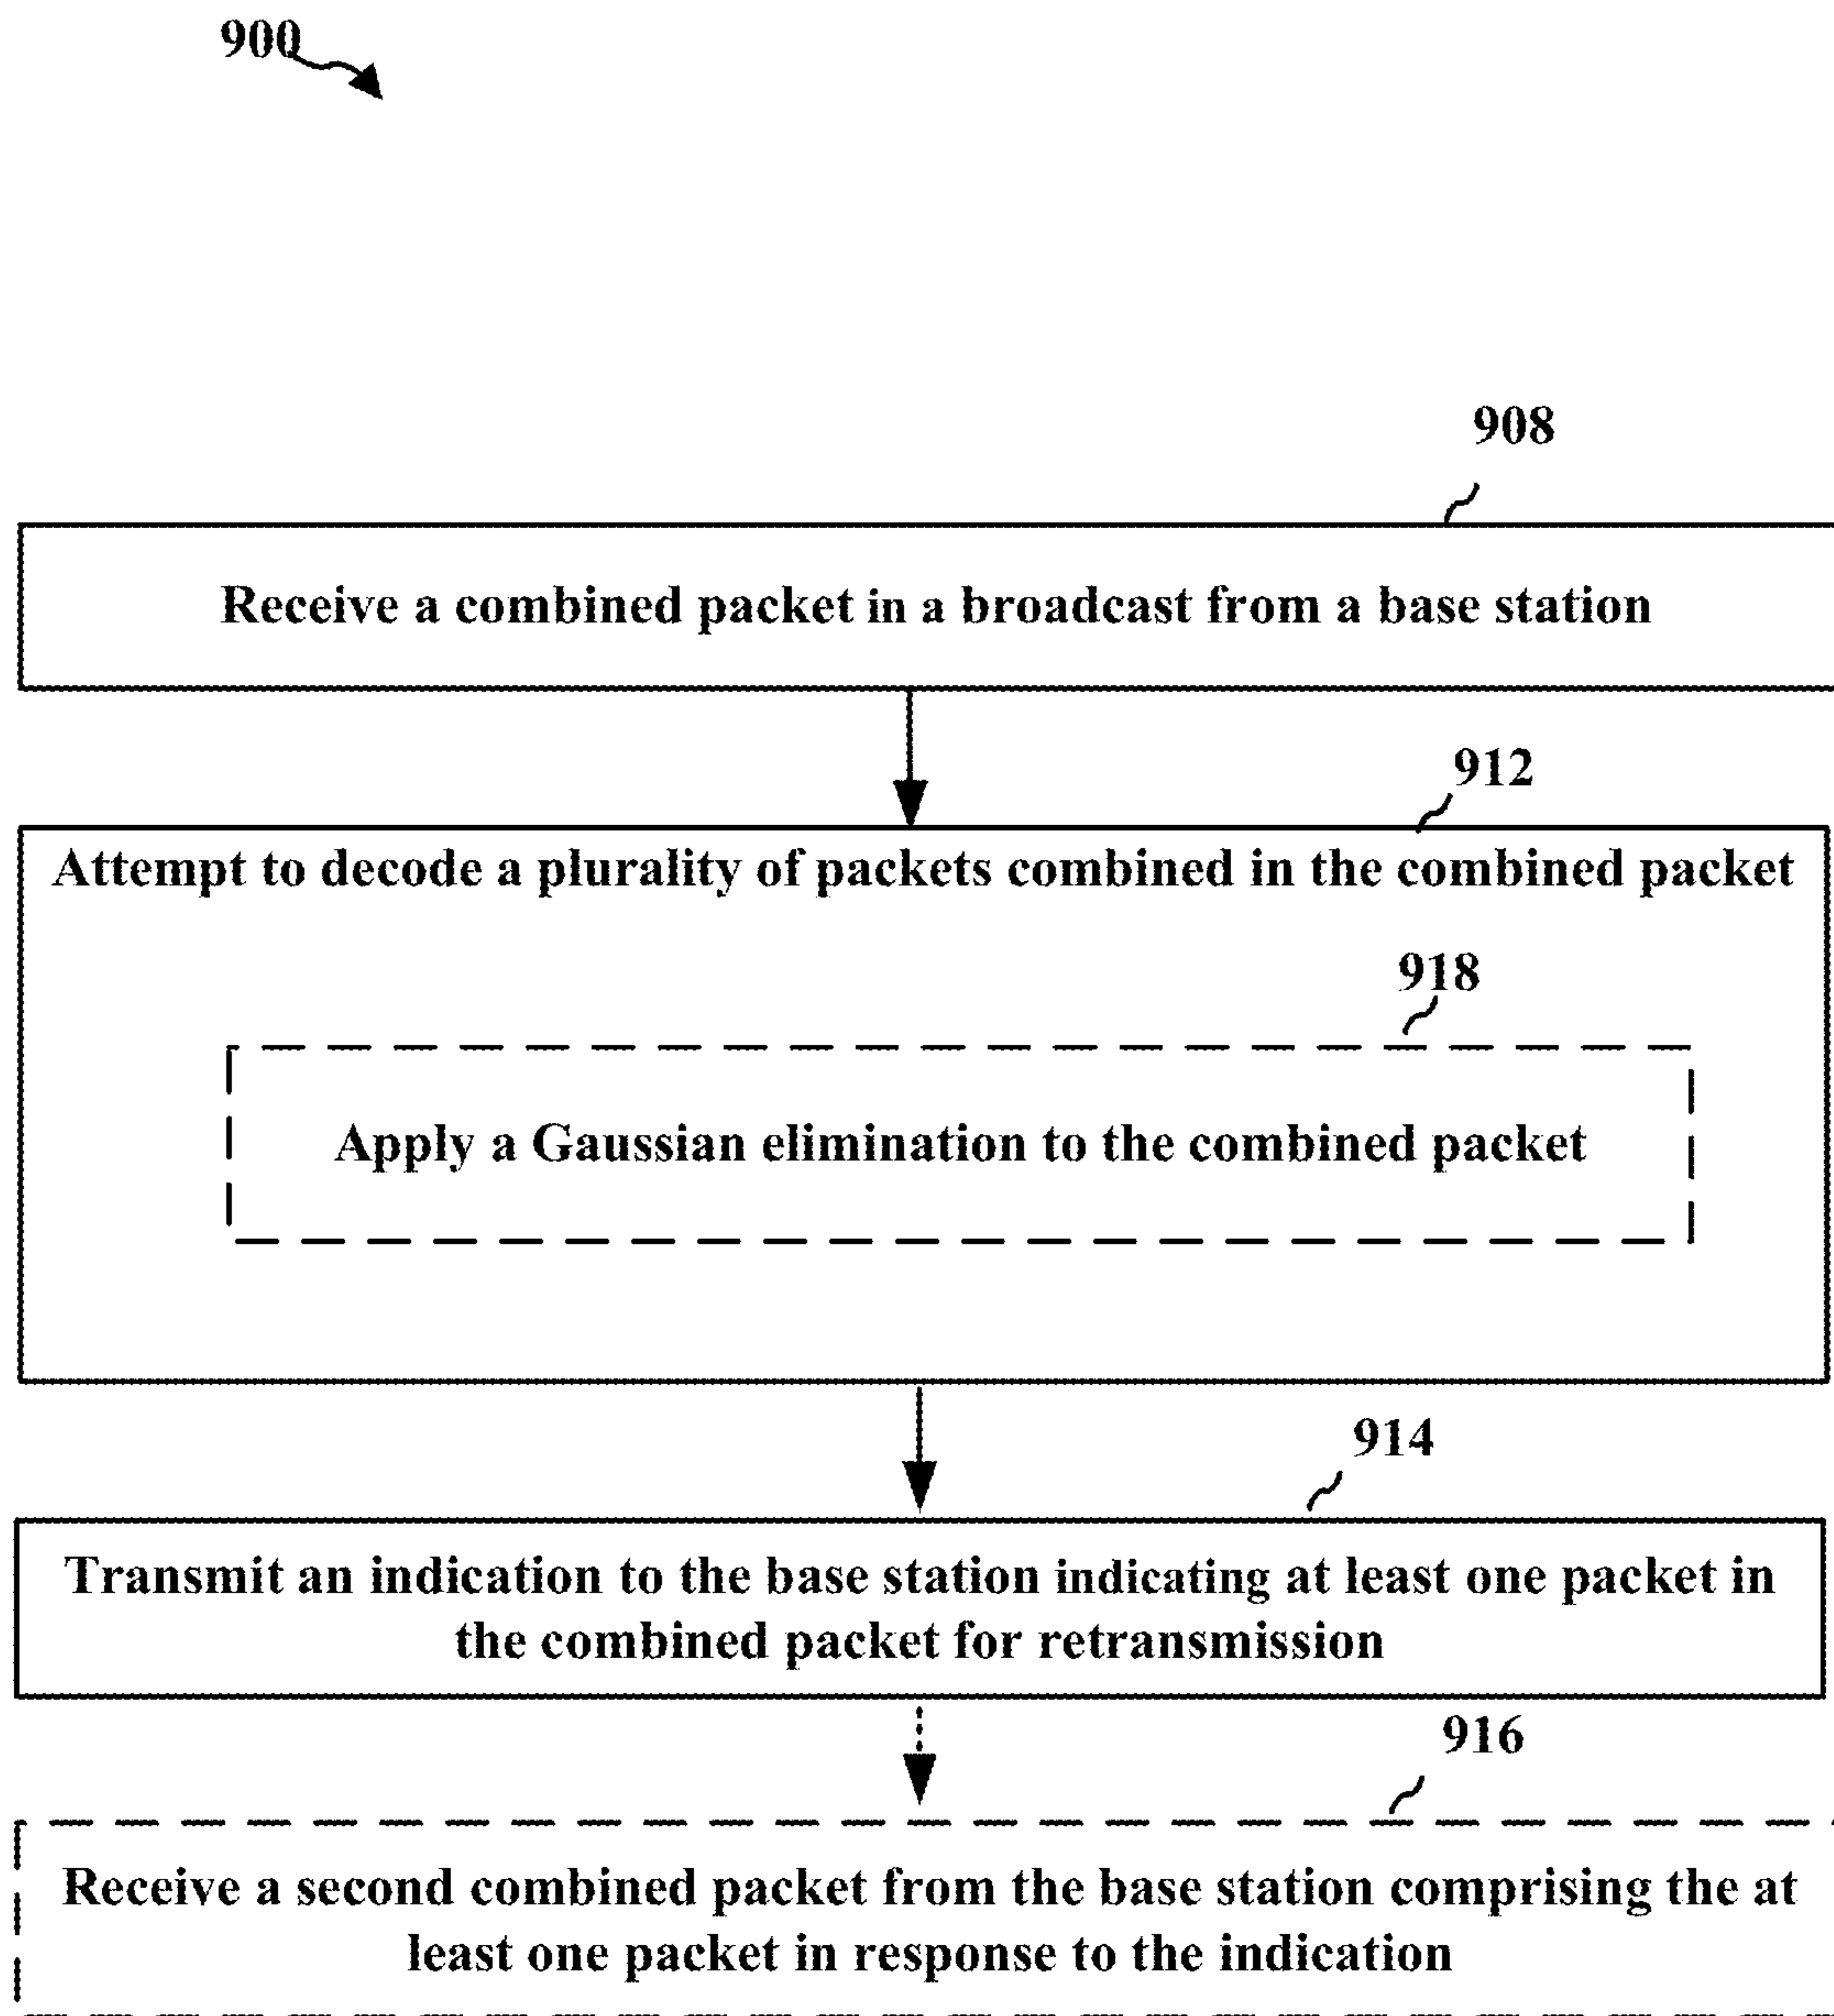 900
908
Receive a combined packet in a broadcast from a base station
912
Attempt to decode a plurality of packets combined in the combined packet
918
Apply a Gaussian elimination to the combined packet
914
Transmit an indication to the base station indicating at least one packet in
the combined packet for retransmission
916
Receive a second combined packet from the base station comprising the at
least one packet in response to the indication